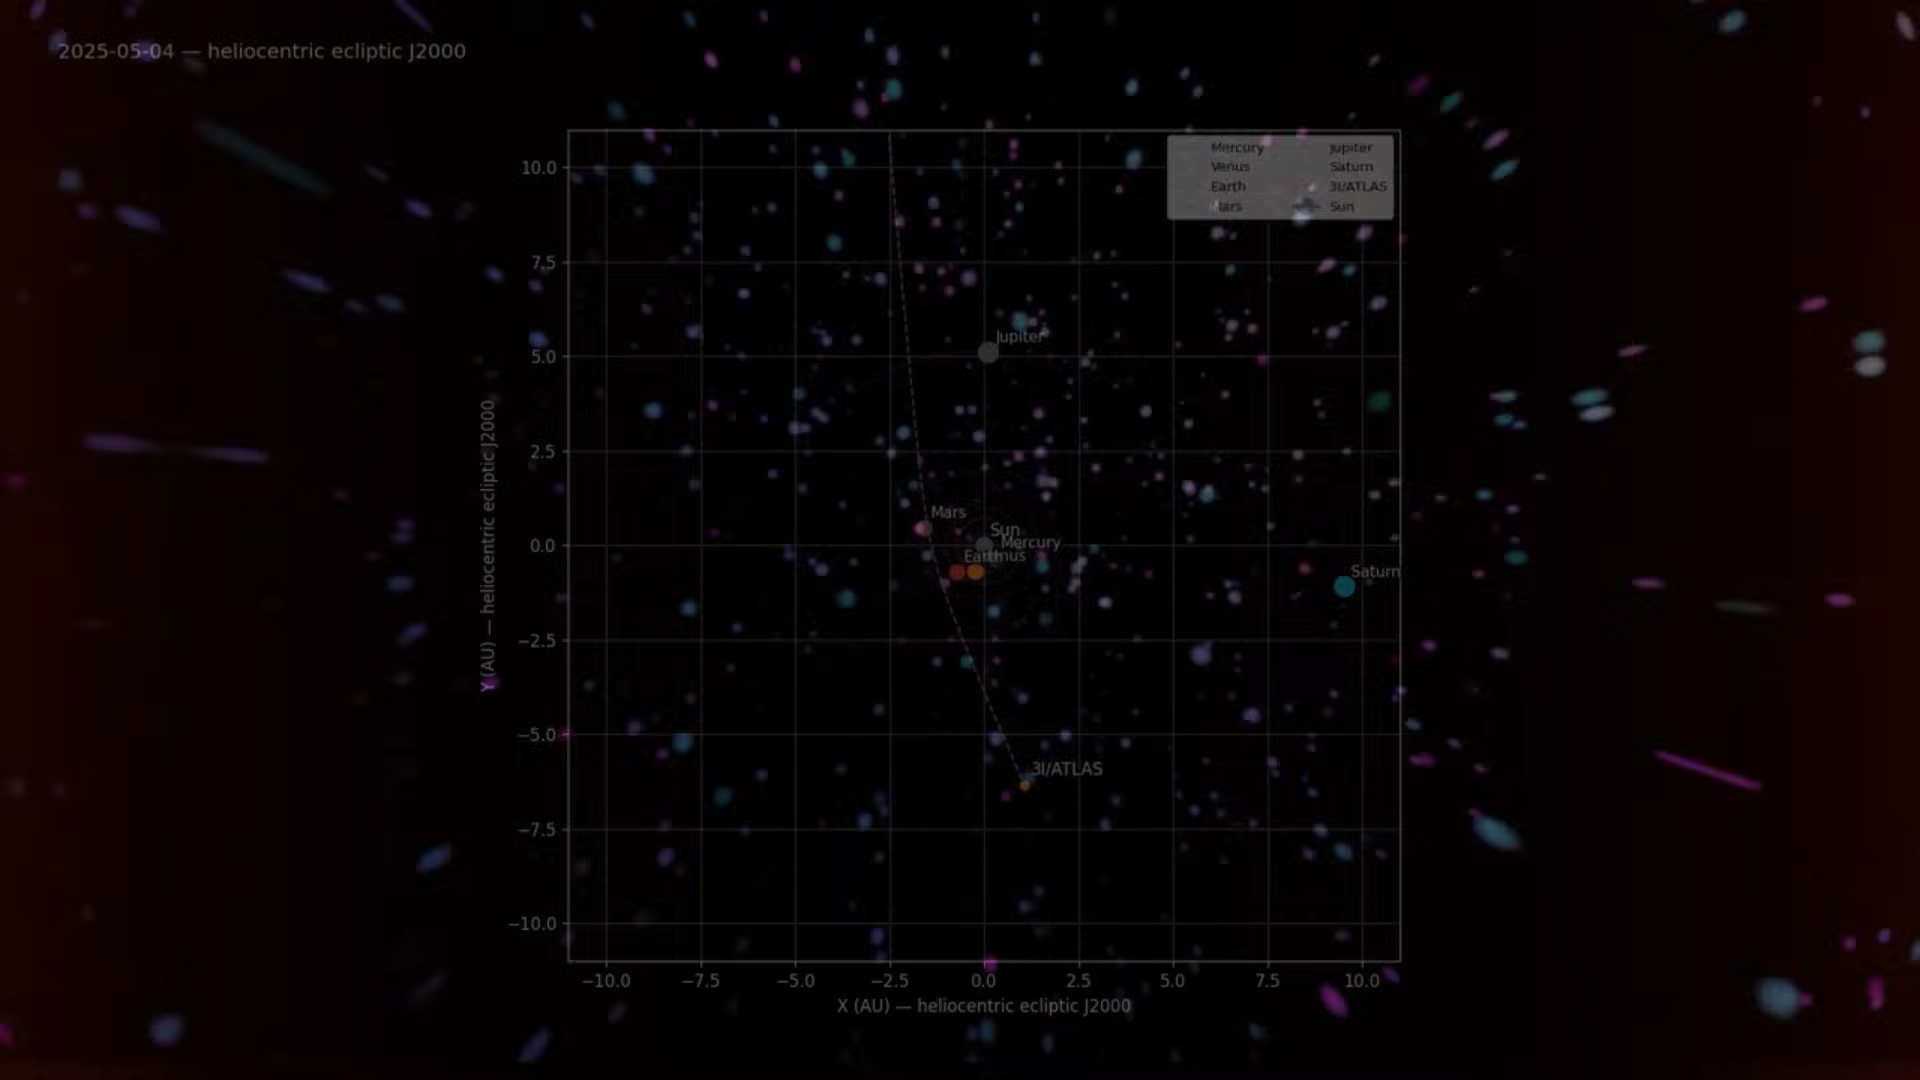 2025-05-04 — heliocentric ecliptic J2000
Mercury
Venus
Earth
Mars
Jupiter
Saturn
3I/ATLAS
Sun
10.0
7.5
5.0
2.5
0.0
−2.5
−5.0
−7.5
−10.0
Y (AU) — heliocentric ecliptic J2000
Jupiter
Mars
Sun
Mercury
Earth
Saturn
3I/ATLAS
−10.0
−7.5
−5.0
−2.5
0.0
2.5
5.0
7.5
10.0
X (AU) — heliocentric ecliptic J2000